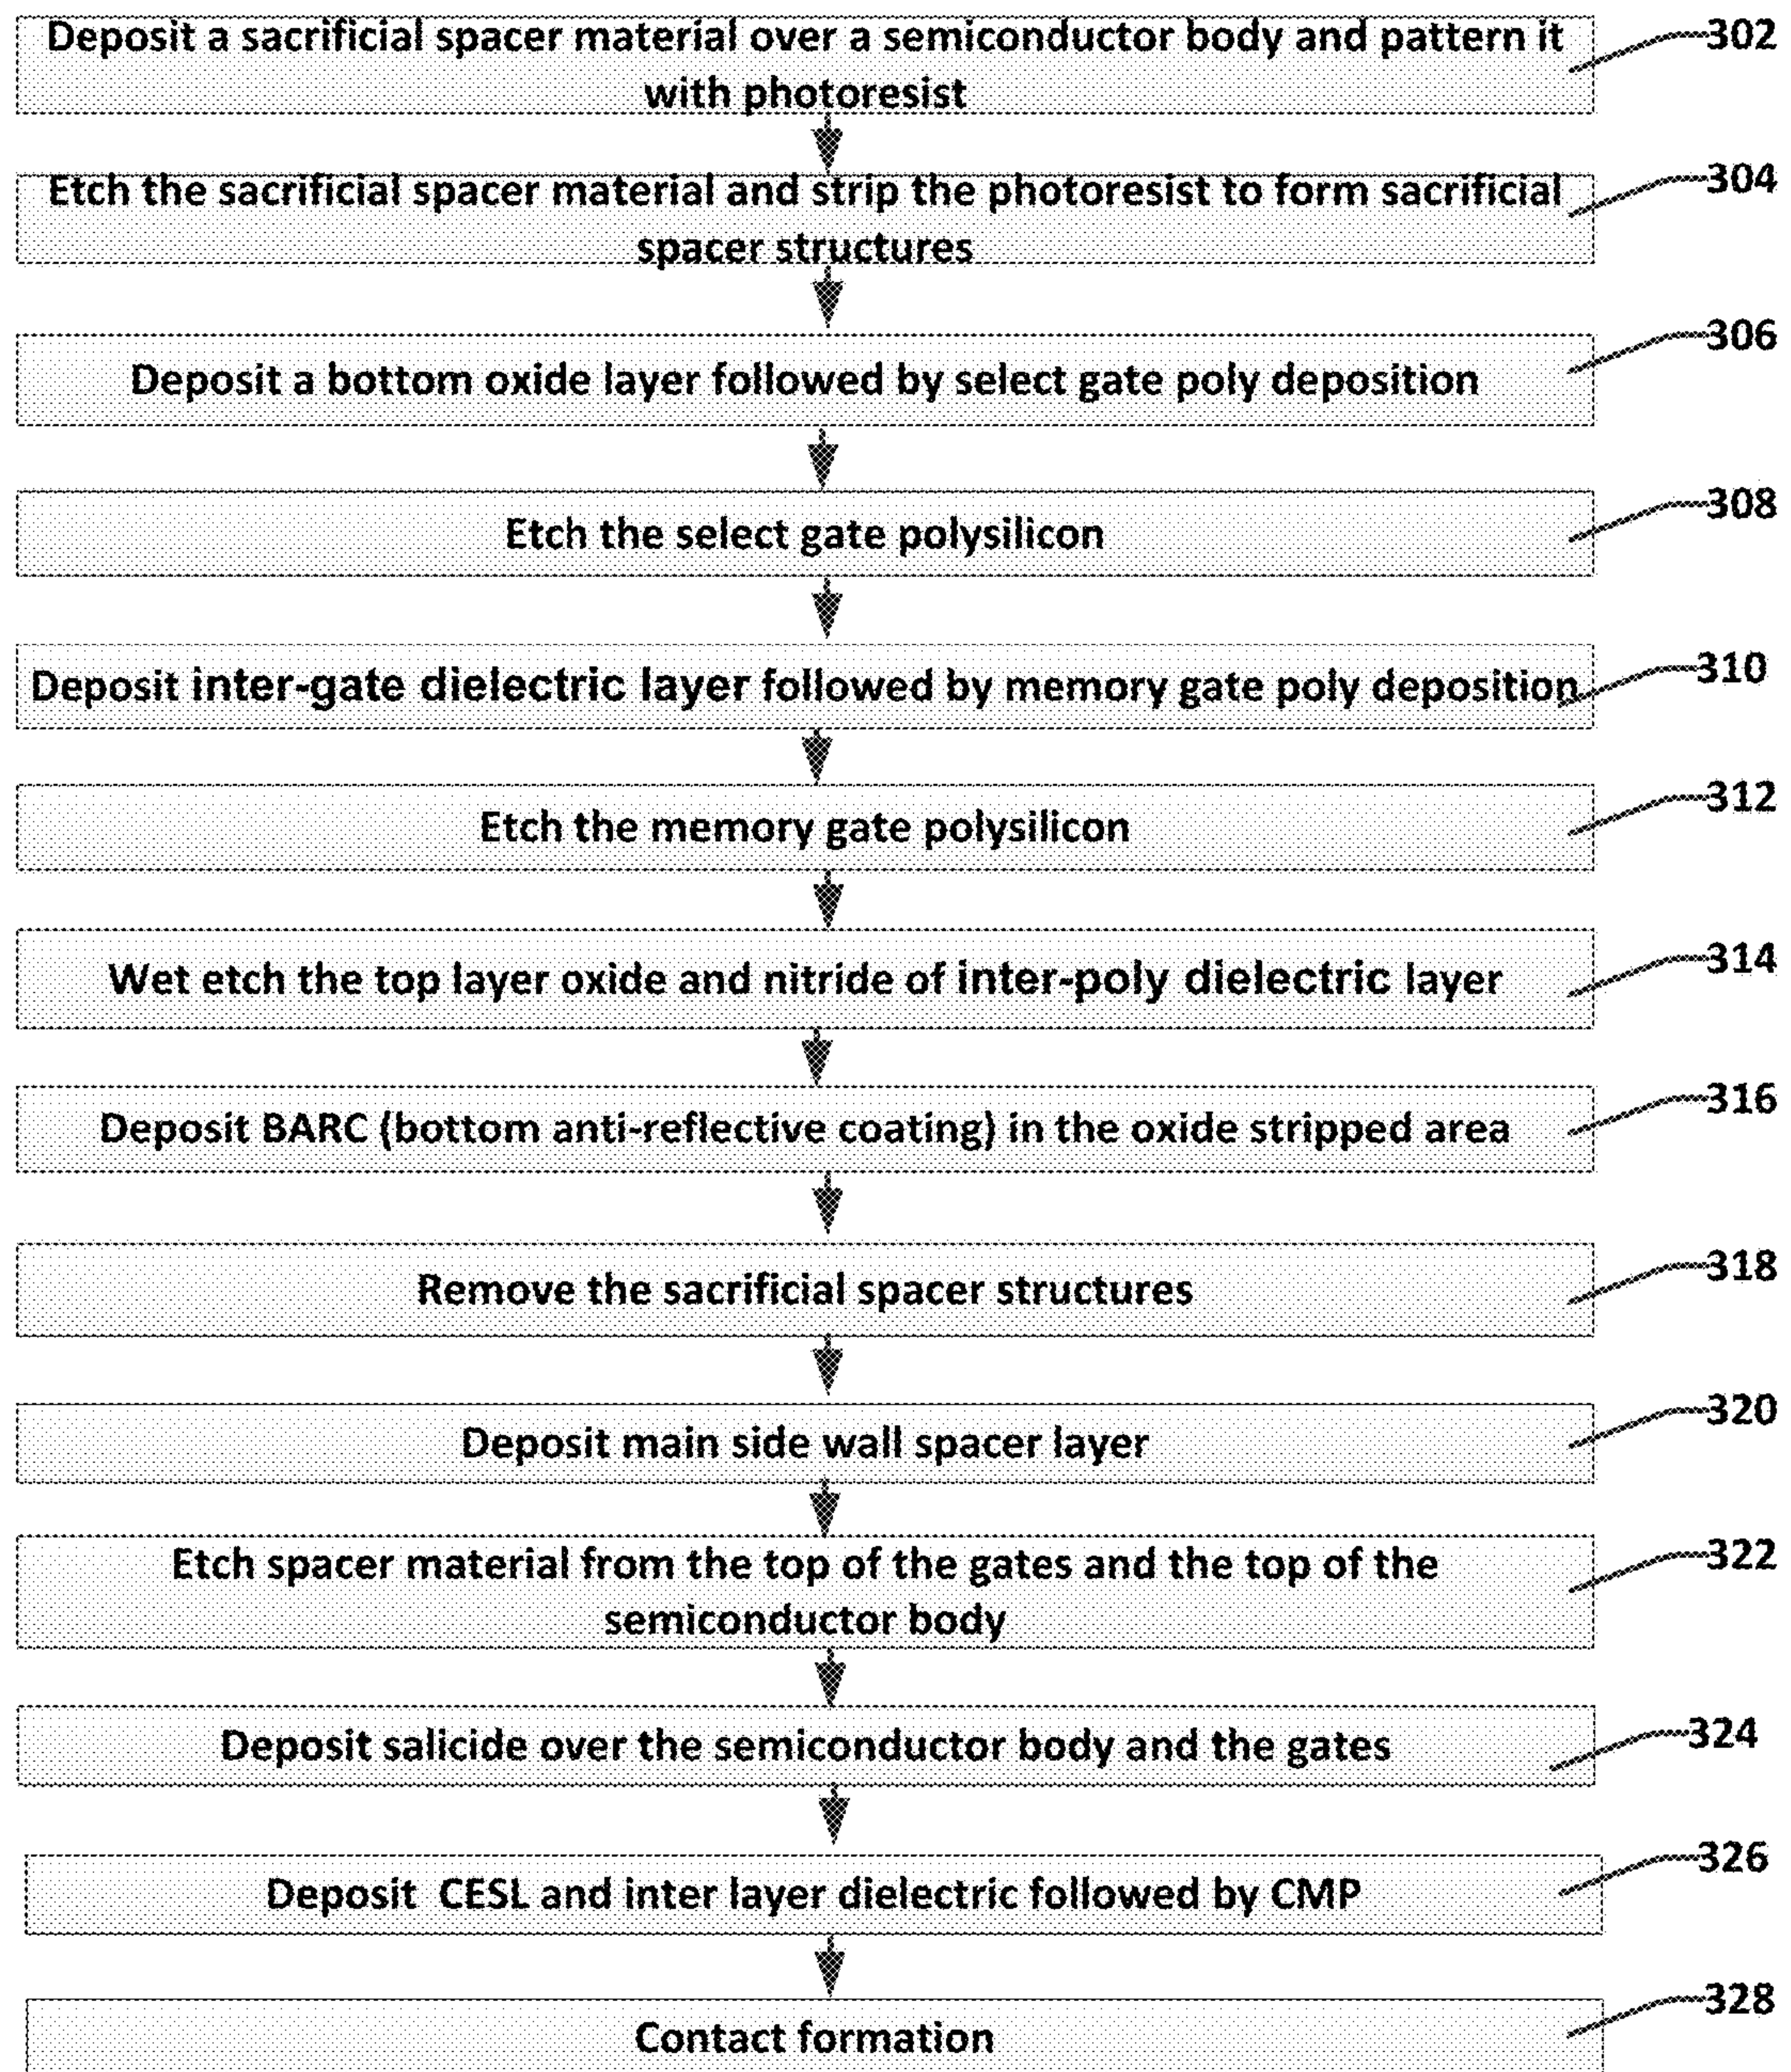 Deposit a sacrificial spacer material over a semiconductor body and pattern it
with photoresist
302
Etch the sacrificial spacer material and strip the photoresist to form sacrificial
spacer structures
304
Deposit a bottom oxide layer followed by select gate poly deposition
306
Etch the select gate polysilicon
308
Deposit inter-gate dielectric layer followed by memory gate poly deposition
310
Etch the memory gate polysilicon
312
Wet etch the top layer oxide and nitride of inter-poly dielectric layer
314
Deposit BARC (bottom anti-reflective coating) in the oxide stripped area
316
Remove the sacrificial spacer structures
318
Deposit main side wall spacer layer
320
Etch spacer material from the top of the gates and the top of the
semiconductor body
322
Deposit salicide over the semiconductor body and the gates
324
Deposit CESL and inter layer dielectric followed by CMP
326
Contact formation
328